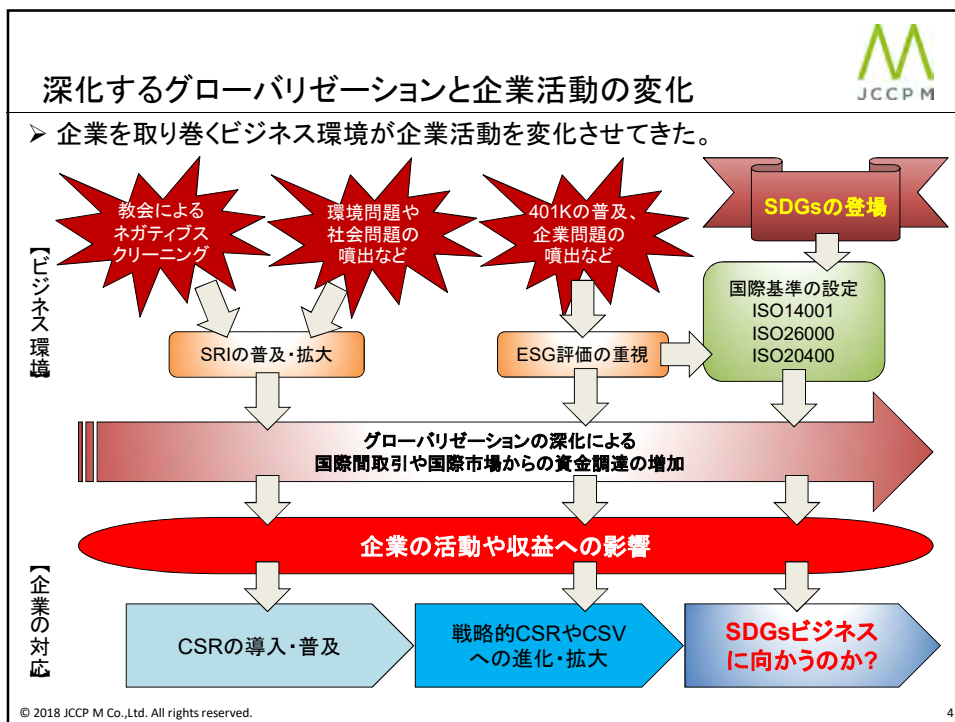 深化するグローバリゼーションと企業活動の変化
JCCP M
➢ 企業を取り巻くビジネス環境が企業活動を変化させてきた。
【ビジネス環境】
教会による
ネガティブス
クリーニング
環境問題や
社会問題の
噴出など
401Kの普及、
企業問題の
噴出など
SDGsの登場
国際基準の設定
ISO14001
ISO26000
ISO20400
SRIの普及・拡大
ESG評価の重視
グローバリゼーションの深化による
国際間取引や国際市場からの資金調達の増加
企業の活動や収益への影響
【企業の対応】
CSRの導入・普及
戦略的CSRやCSV
への進化・拡大
SDGsビジネス
に向かうのか?
© 2018 JCCP M Co.,Ltd. All rights reserved.
4